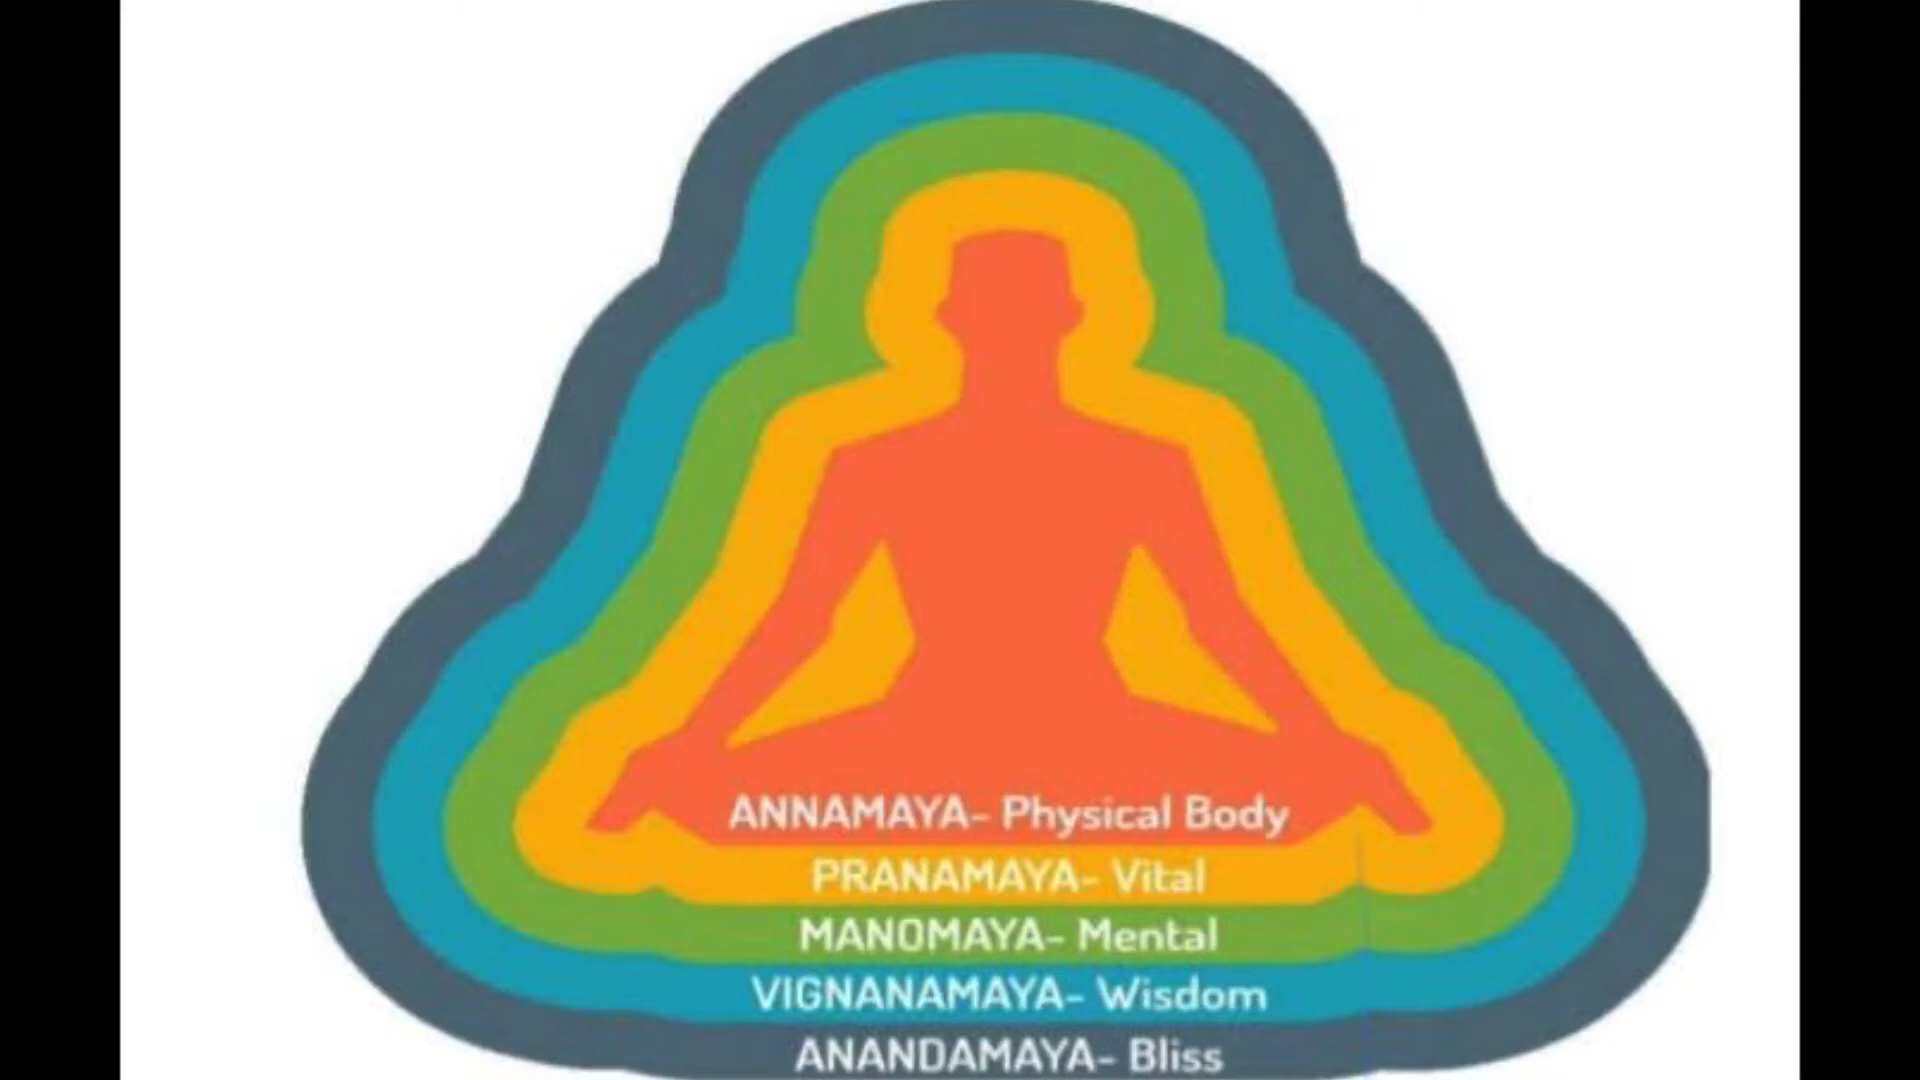 ANNAMAYA- Physical Body
PRANAMAYA- Vital
MANOMAYA- Mental
VIGNANAMAYA- Wisdom
ANANDAMAYA- Bliss